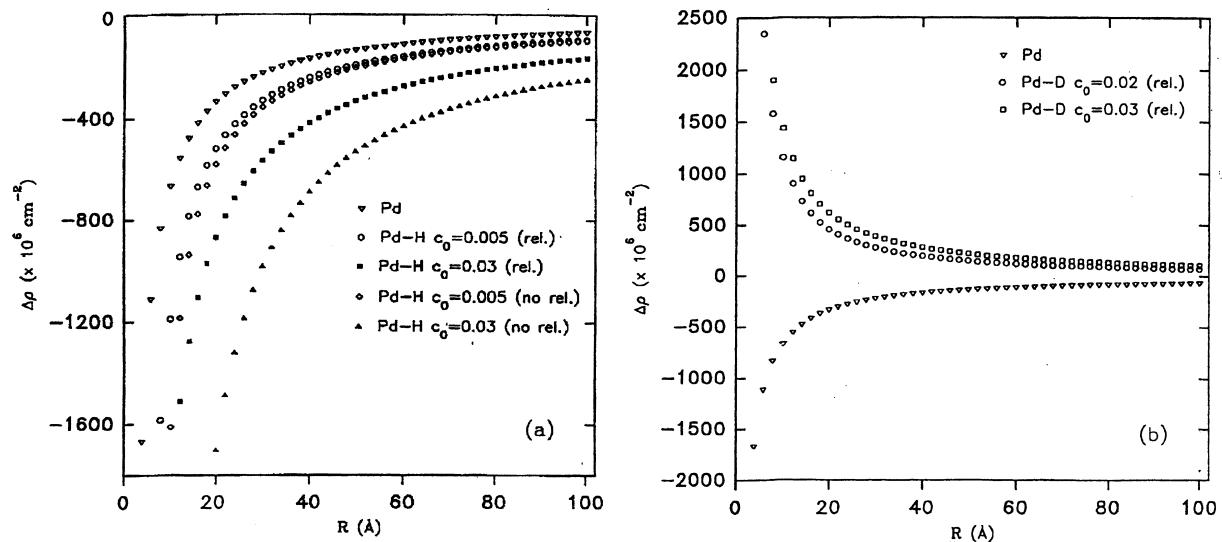 0
−400
−800
−1200
−1600
Δρ (x 10⁶ cm⁻²)
Pd
Pd−H c₀=0.005 (rel.)
Pd−H c₀=0.03 (rel.)
Pd−H c₀=0.005 (no rel.)
Pd−H c₀=0.03 (no rel.)
(a)
0 20 40 60 80 100
R (Å)
2500
2000
1500
1000
500
0
−500
−1000
−1500
−2000
Δρ (x 10⁶ cm⁻²)
Pd
Pd−D c₀=0.02 (rel.)
Pd−D c₀=0.03 (rel.)
(b)
0 20 40 60 80 100
R (Å)